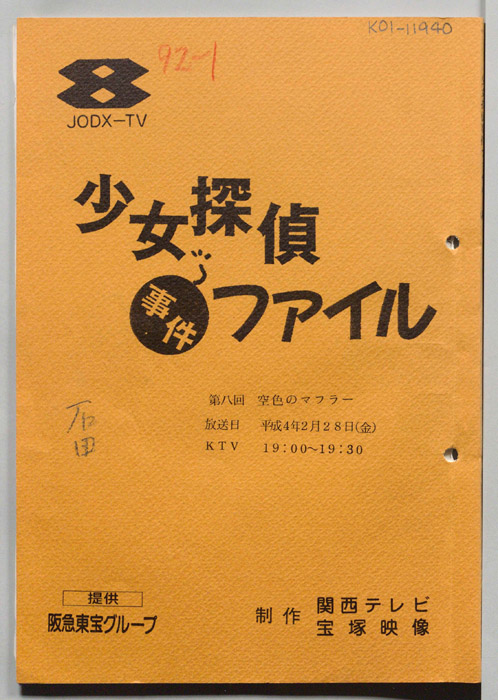 K01-11940
92-1
JODX-TV
少女探偵
事件
ファイル
第八回 空色のマフラー
放送日 平成4年2月28日(金)
KTV 19:00~19:30
石田
提供
阪急東宝グループ
制作 関西テレビ
宝塚映像